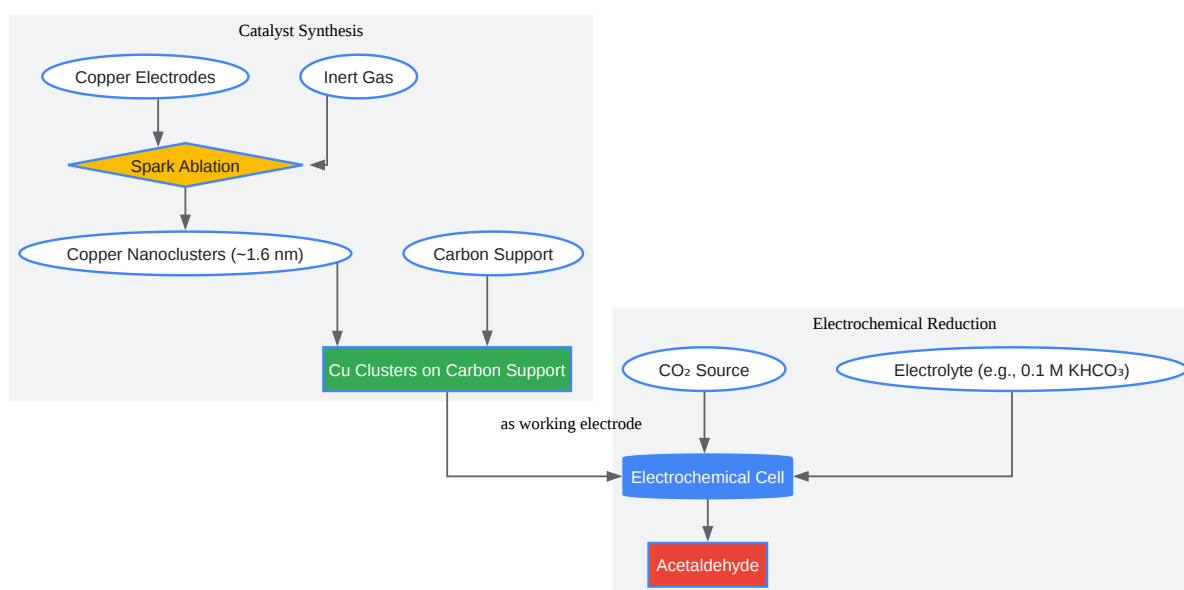 Catalyst Synthesis
Copper Electrodes
Inert Gas
Spark Ablation
Copper Nanoclusters (~1.6 nm)
Carbon Support
Cu Clusters on Carbon Support
as working electrode
Electrochemical Reduction
CO₂ Source
Electrolyte (e.g., 0.1 M KHCO₃)
Electrochemical Cell
Acetaldehyde